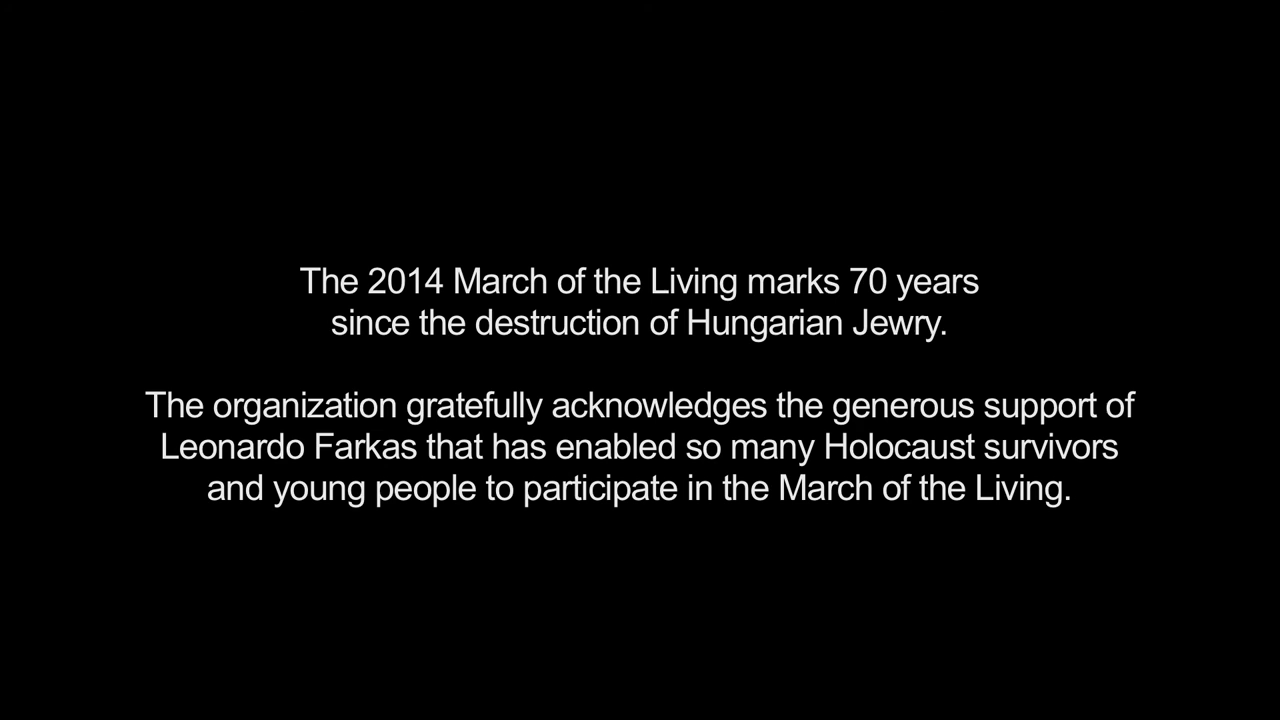 The 2014 March of the Living marks 70 years
since the destruction of Hungarian Jewry.
The organization gratefully acknowledges the generous support of
Leonardo Farkas that has enabled so many Holocaust survivors
and young people to participate in the March of the Living.